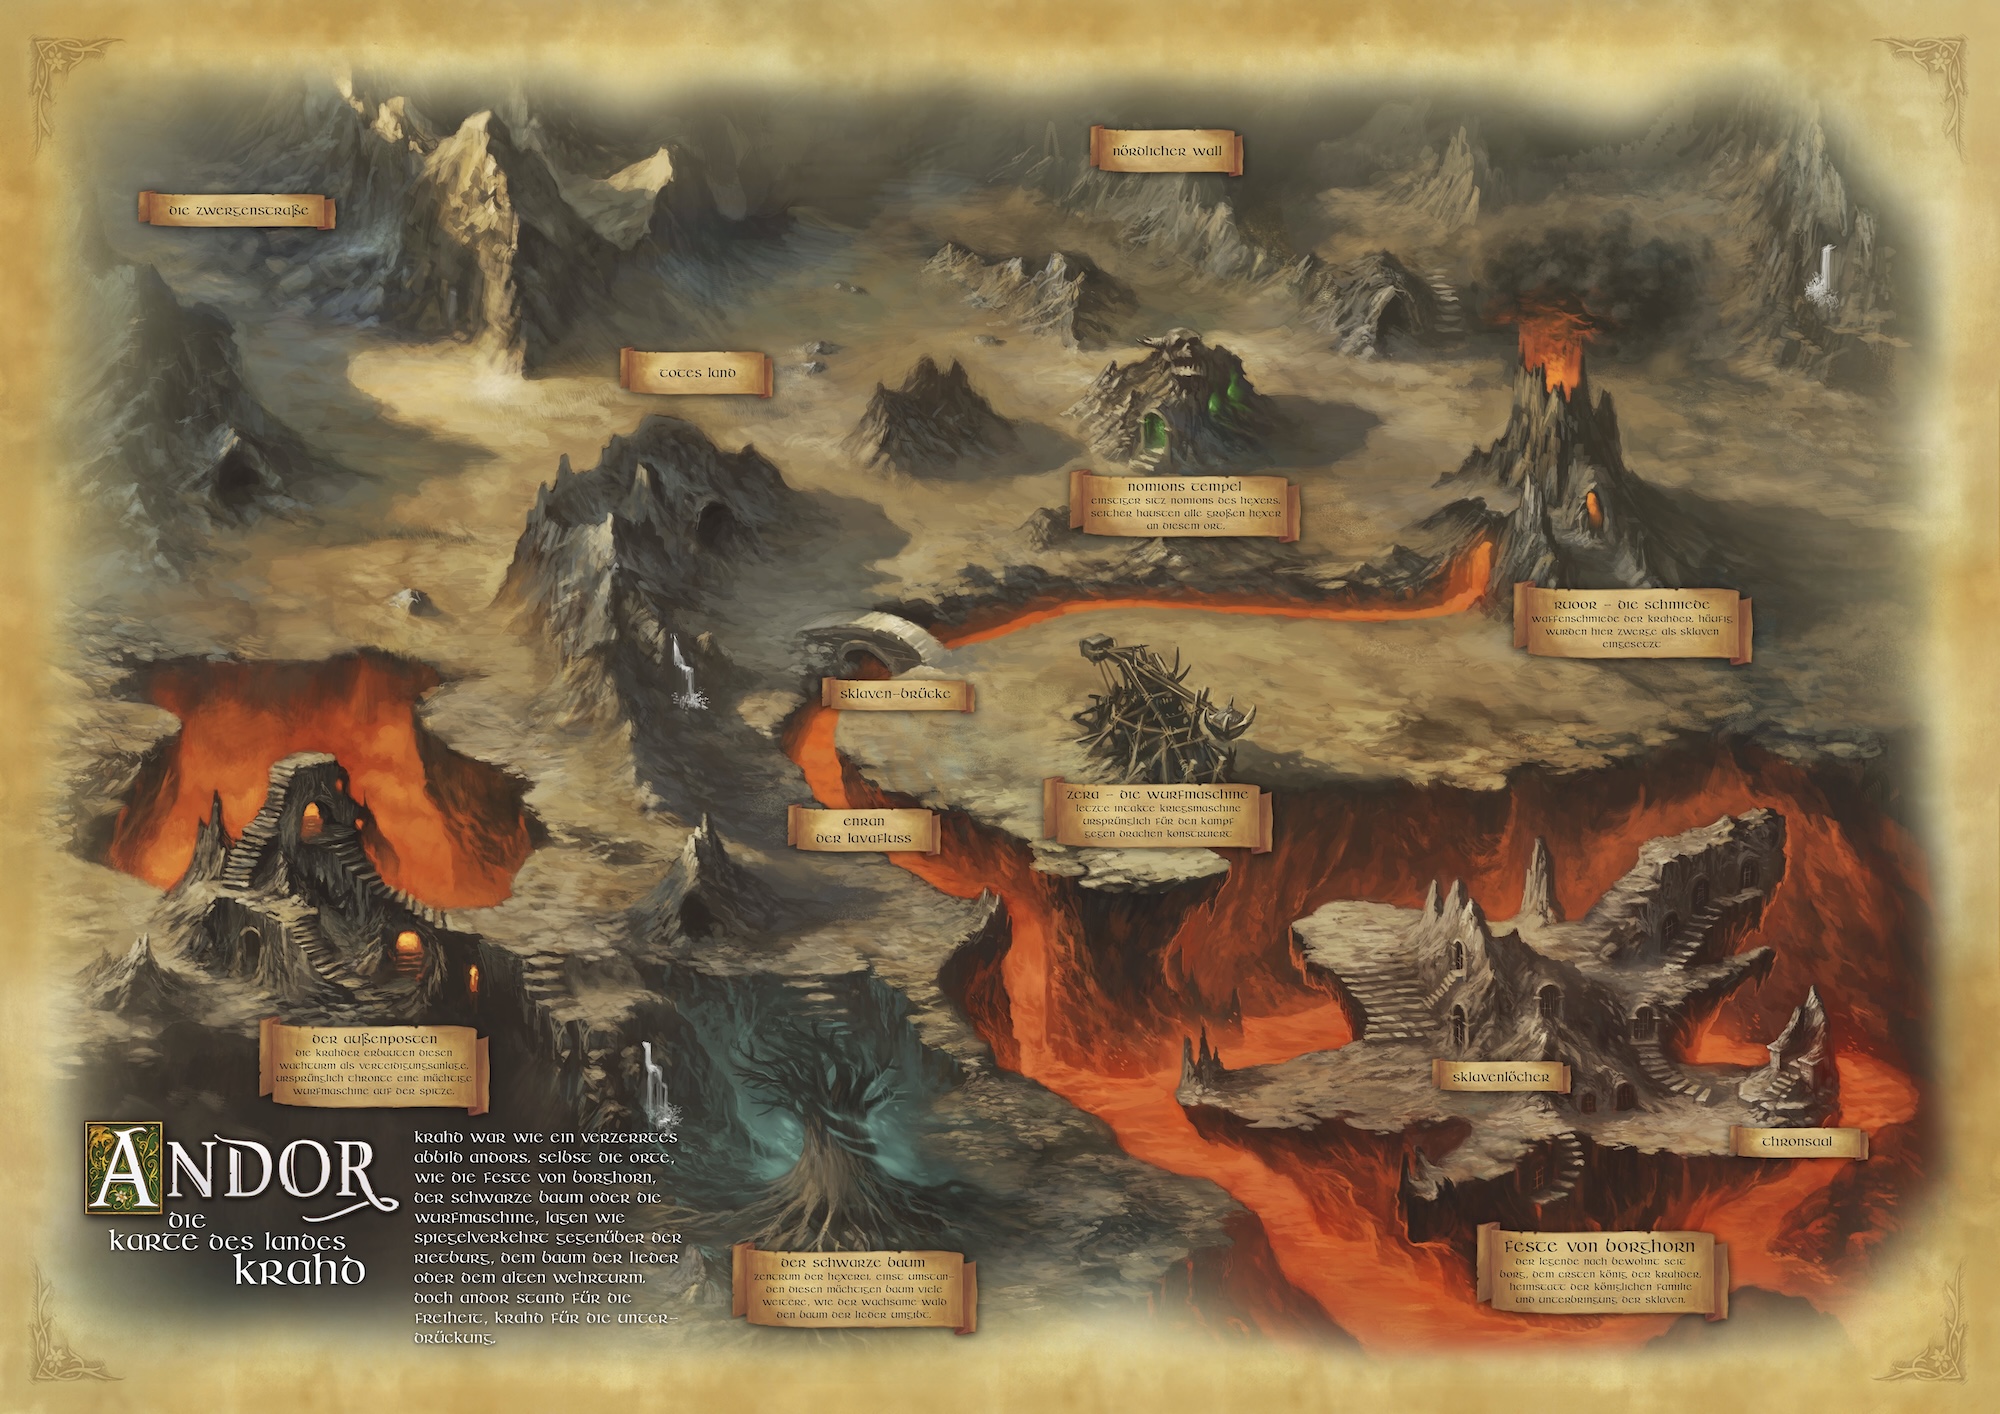 die Zwergenstraße
nördlicher Wall
totes Land
Nomions Tempel
einstiger Sitz Nomions des Hexers.
Seither hausten alle großen Hexer
an diesem Ort.
Ruoor – die Schmiede
Waffenschmiede der Krahder. Häufig
wurden hier Zwerge als Sklaven
eingesetzt
Sklaven-Brücke
Zera – die Wurfmaschine
letzte intakte Kriegsmaschine
ursprünglich für den Kampf
gegen Drachen konstruiert
Enran
der Lavafluss
der Außenposten
die Krahder erbauten diesen
Wachturm als Verteidigungsanlage.
Ursprünglich thronte eine mächtige
Wurfmaschine auf der Spitze.
Sklavenlöcher
Thronsaal
Feste von Borghorn
der Legende nach bewohnt seit
Borg, dem ersten König der Krahder.
Heimstatt der königlichen Familie
und Unterbringung der Sklaven.
der schwarze Baum
Zentrum der Hexerei. Einst umstan-
den diesen mächtigen Baum viele
weitere, wie der wachsame Wald
den Baum der Lieder umgibt.
Andor
die
Karte des Landes
Krahd
Krahd war wie ein verzerrtes
Abbild Andors. Selbst die Orte,
wie die Feste von Borghorn,
der schwarze Baum oder die
Wurfmaschine, lagen wie
spiegelverkehrt gegenüber der
Rietburg, dem Baum der Lieder
oder dem alten Wehrturm.
Doch Andor stand für die
Freiheit, Krahd für die Unter-
drückung.